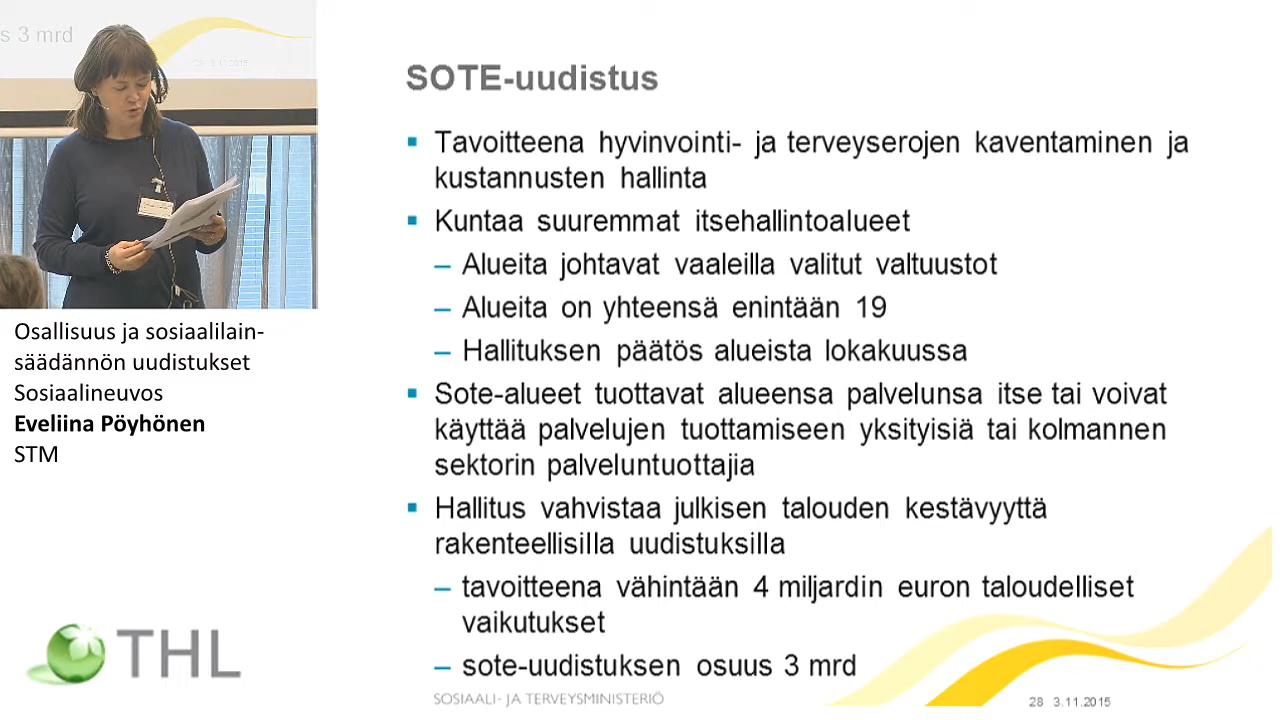 s 3 mrd
28 3.11.2015
Osallisuus ja sosiaalilain-
säädännön uudistukset
Sosiaalineuvos
Eveliina Pöyhönen
STM
THL
SOTE-uudistus
▪ Tavoitteena hyvinvointi- ja terveyserojen kaventaminen ja
kustannusten hallinta
▪ Kuntaa suuremmat itsehallintoalueet
– Alueita johtavat vaaleilla valitut valtuustot
– Alueita on yhteensä enintään 19
– Hallituksen päätös alueista lokakuussa
▪ Sote-alueet tuottavat alueensa palvelunsa itse tai voivat
käyttää palvelujen tuottamiseen yksityisiä tai kolmannen
sektorin palveluntuottajia
▪ Hallitus vahvistaa julkisen talouden kestävyyttä
rakenteellisilla uudistuksilla
– tavoitteena vähintään 4 miljardin euron taloudelliset
vaikutukset
– sote-uudistuksen osuus 3 mrd
SOSIAALI- JA TERVEYSMINISTERIÖ
28 3.11.2015